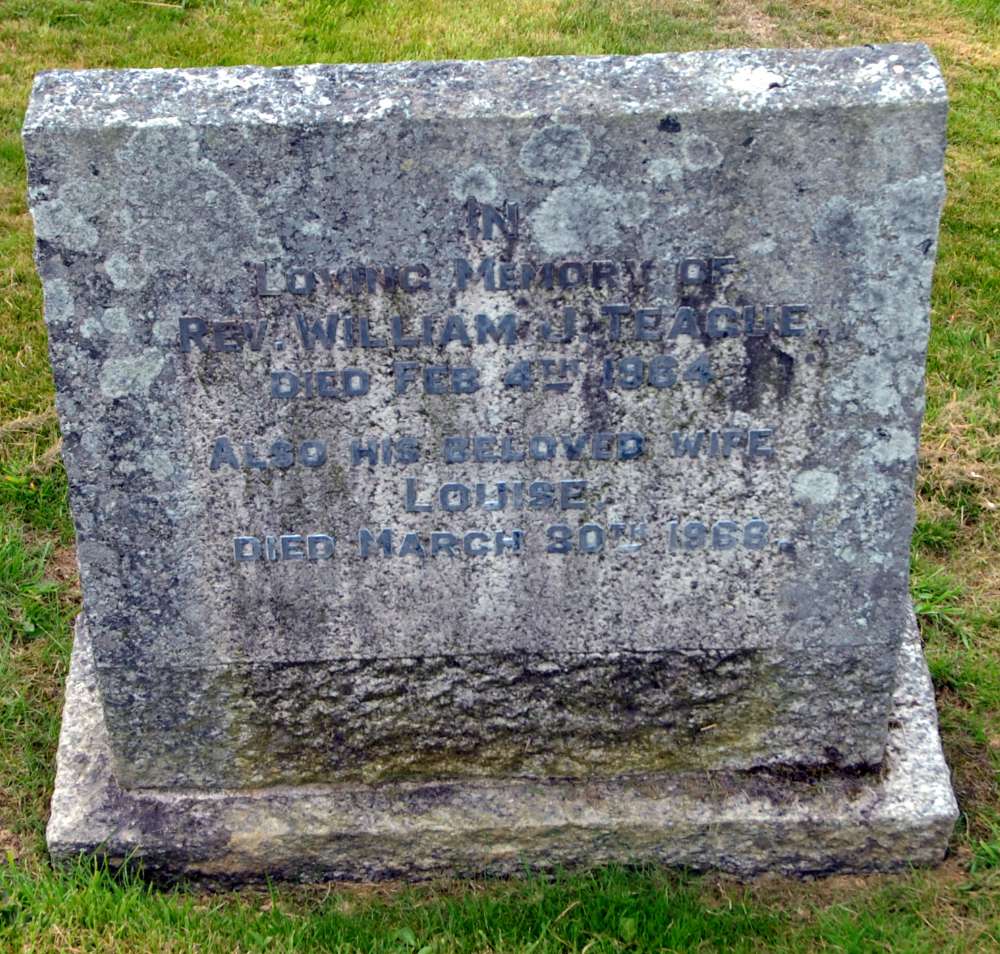 IN
LOVING MEMORY OF
REV. WILLIAM J. TEAGUE.
DIED FEB 4TH 1964
ALSO HIS BELOVED WIFE
LOUISE.
DIED MARCH 30TH 1968.